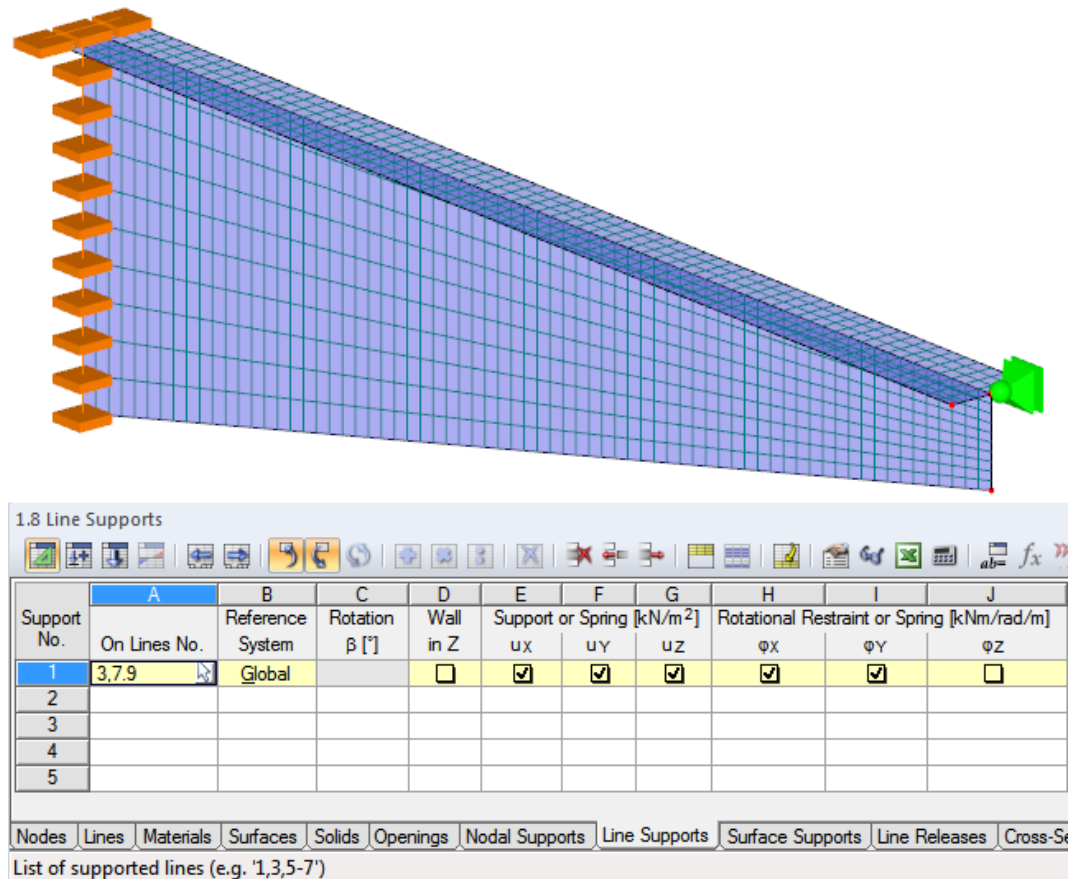 1.8 Line Supports
ab= fx
A B C D E F G H I J
Support No. On Lines No. Reference System Rotation β [°] Wall in Z Support or Spring [kN/m²] uX uY uZ Rotational Restraint or Spring [kNm/rad/m] φX φY φZ
1 3,7.9 Global
2
3
4
5
Nodes Lines Materials Surfaces Solids Openings Nodal Supports Line Supports Surface Supports Line Releases Cross-Se
List of supported lines (e.g. '1,3,5-7')